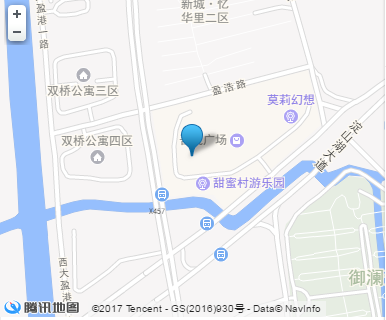 +
−
新城·忆
华里二区
大盈港一路
双桥公寓三区
盈浩路
莫莉幻想
双桥公寓四区
广场
淀山湖大道
甜蜜村游乐园
X457
西大盈港
御澜
腾讯地图
©2017 Tencent - GS(2016)930号 - Data© NavInfo